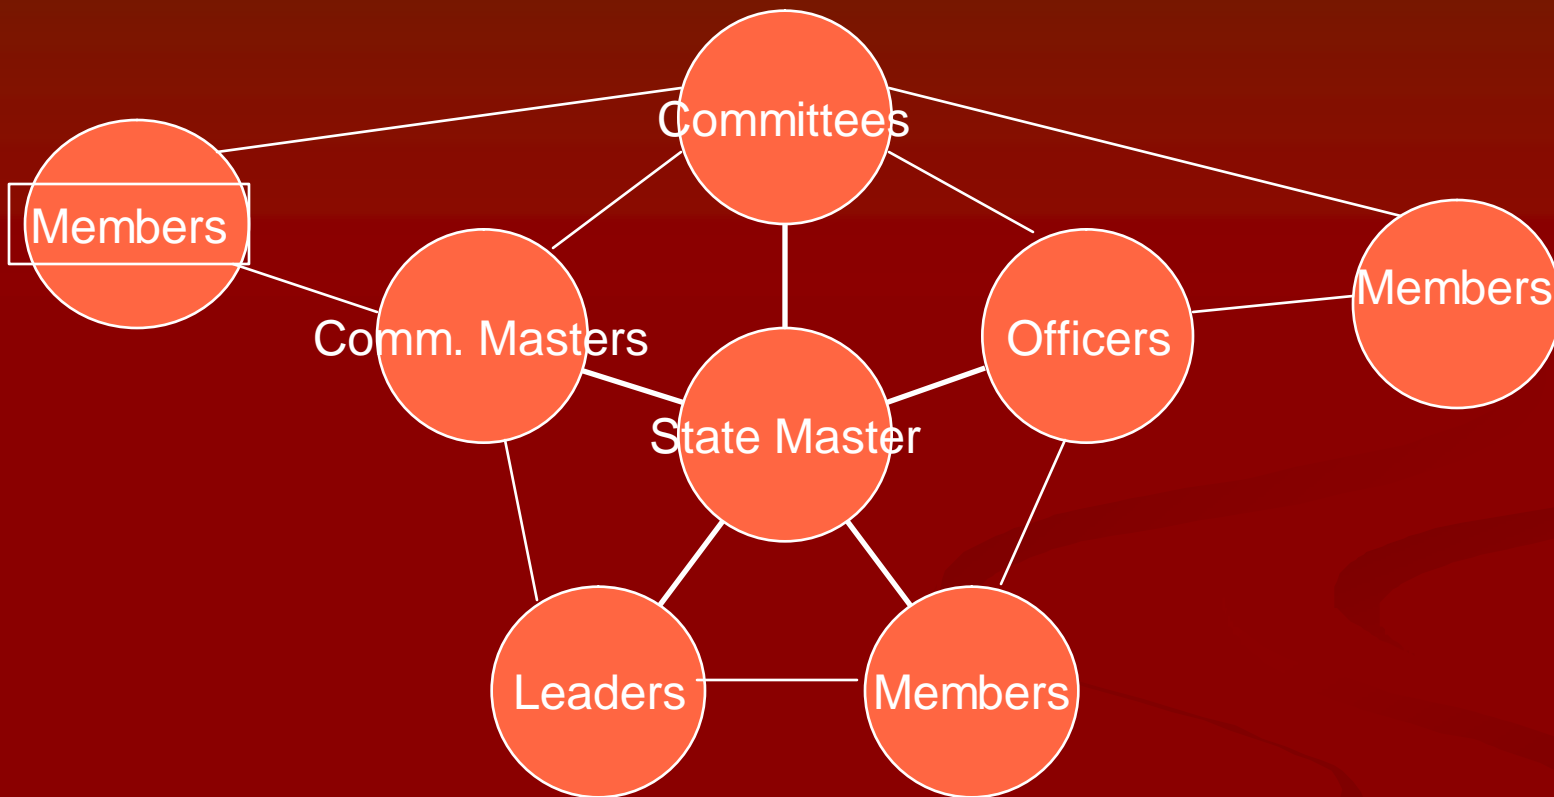 Committees
Members
Members
Comm. Masters
Officers
State Master
Leaders
Members